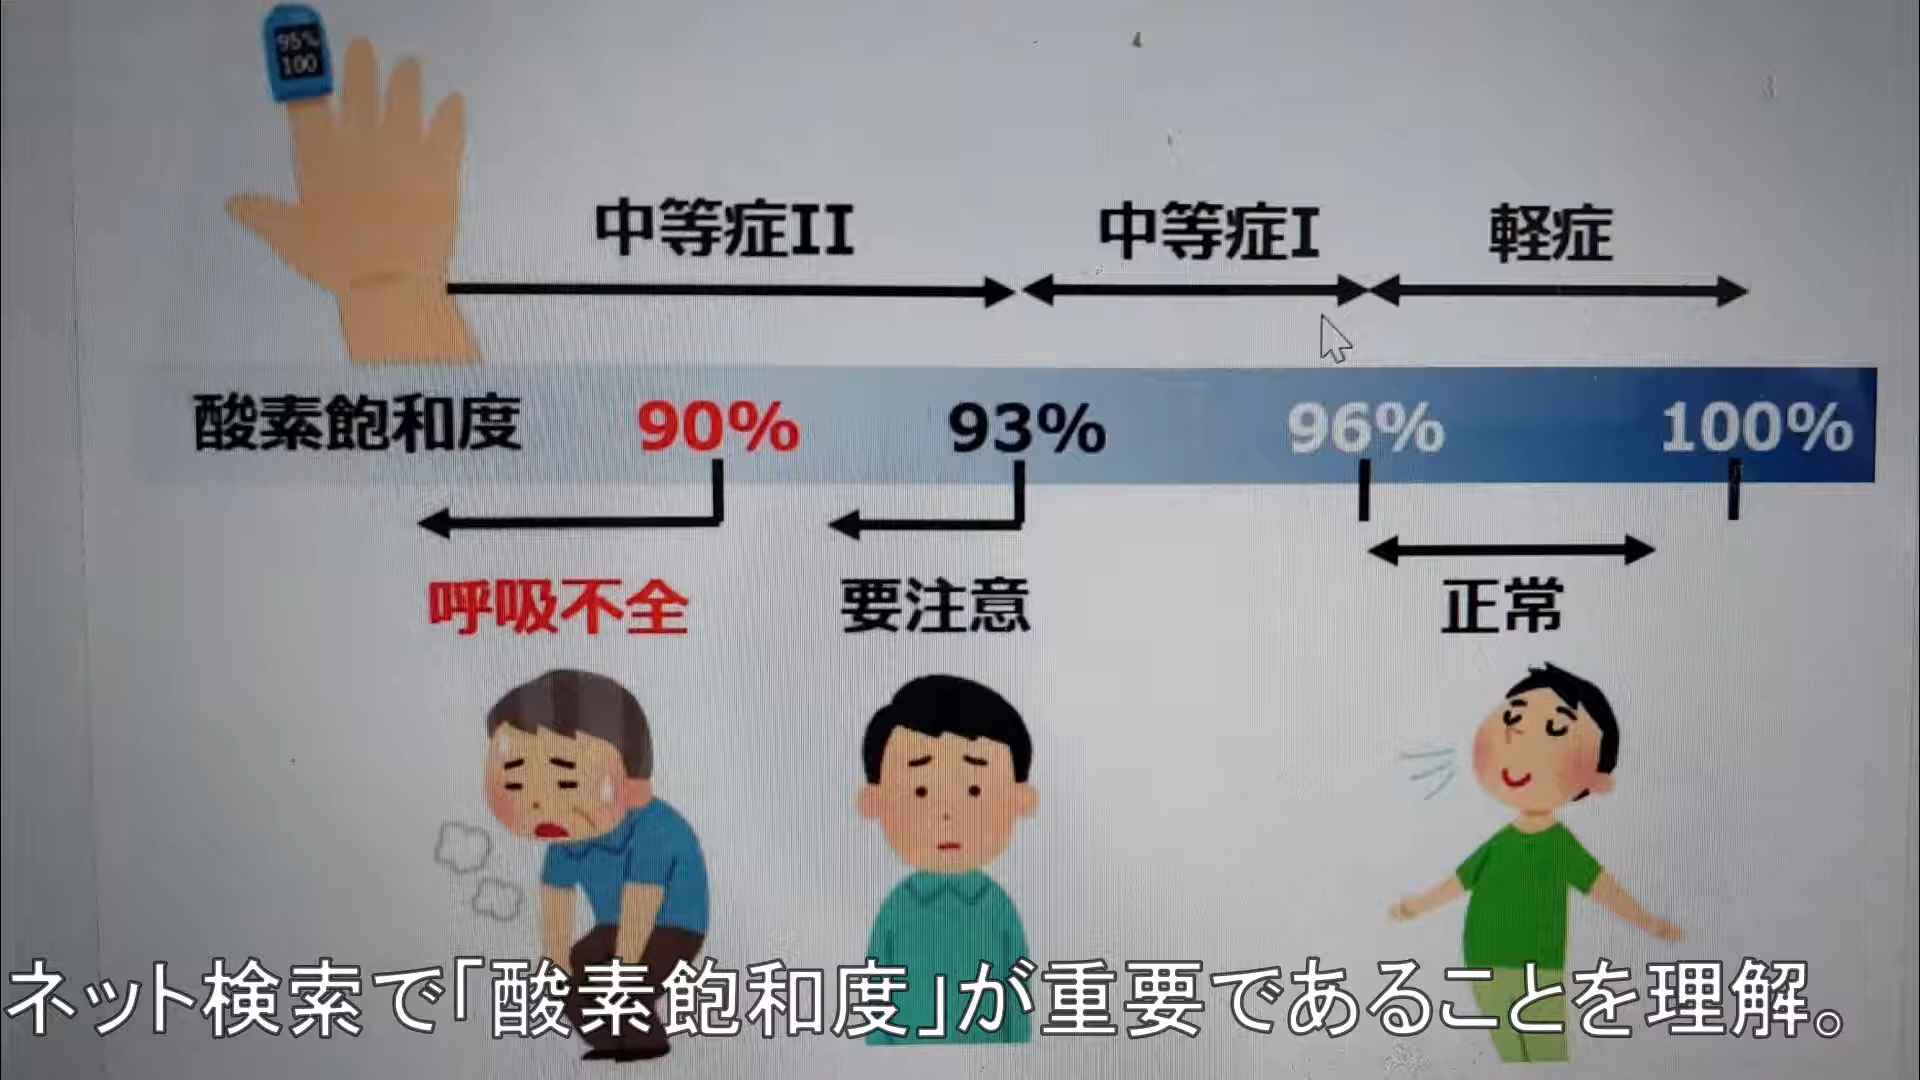 95%
100
中等症II
中等症I
軽症
酸素飽和度
90%
93%
96%
100%
呼吸不全
要注意
正常
ネット検索で「酸素飽和度」が重要であることを理解。